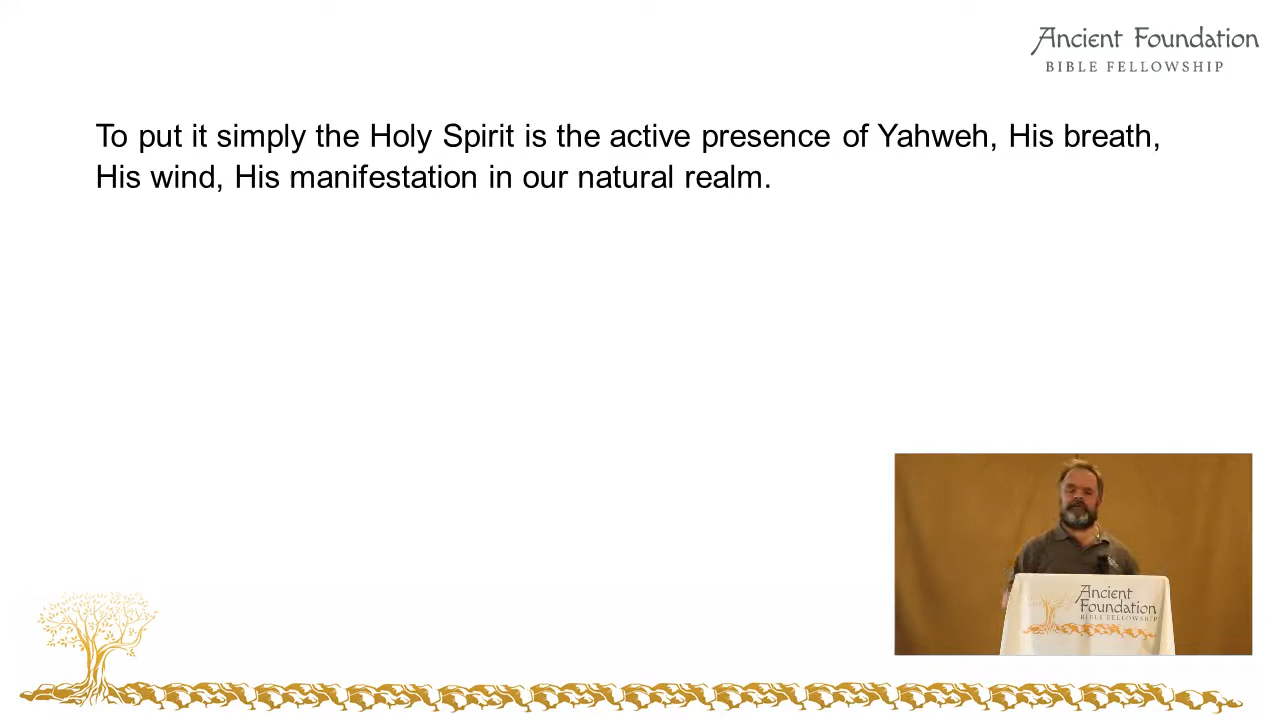 Ancient Foundation
BIBLE FELLOWSHIP
To put it simply the Holy Spirit is the active presence of Yahweh, His breath,
His wind, His manifestation in our natural realm.
Ancient
Foundation
BIBLE FELLOWSHIP